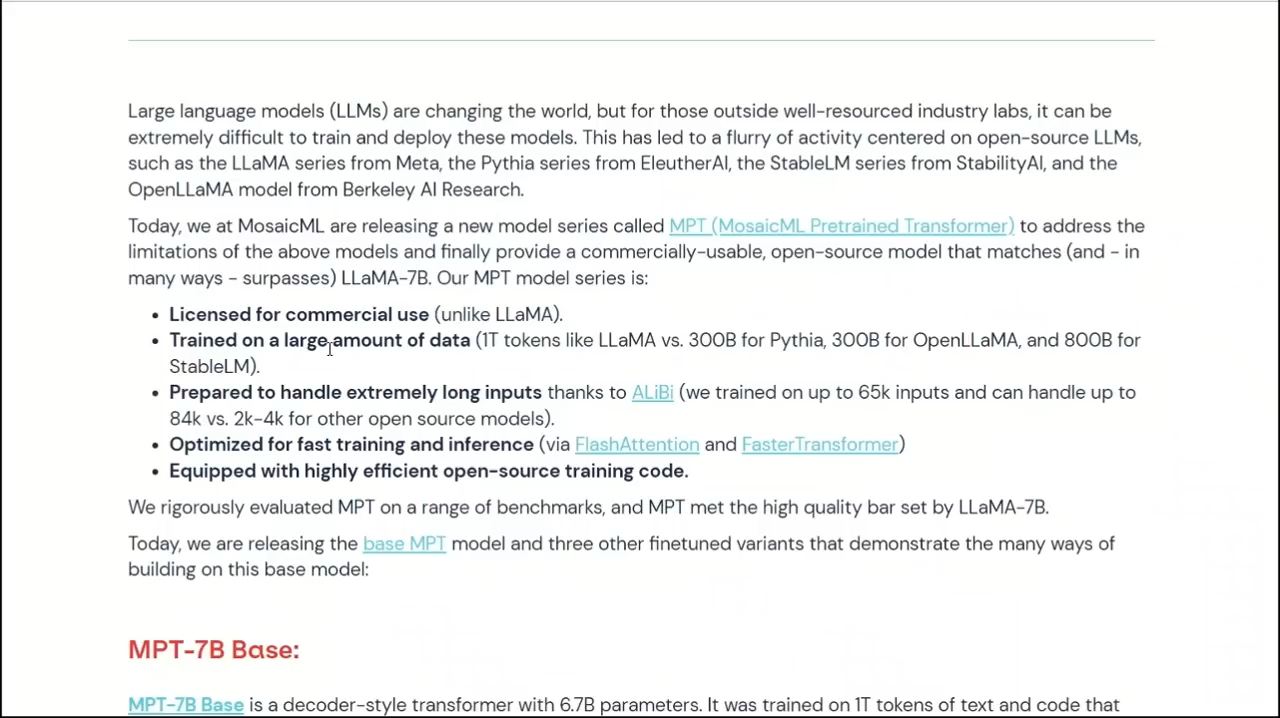 Large language models (LLMs) are changing the world, but for those outside well-resourced industry labs, it can be
extremely difficult to train and deploy these models. This has led to a flurry of activity centered on open-source LLMs,
such as the LLaMA series from Meta, the Pythia series from EleutherAI, the StableLM series from StabilityAI, and the
OpenLLaMA model from Berkeley AI Research.
Today, we at MosaicML are releasing a new model series called MPT (MosaicML Pretrained Transformer) to address the
limitations of the above models and finally provide a commercially-usable, open-source model that matches (and – in
many ways – surpasses) LLaMA-7B. Our MPT model series is:
• Licensed for commercial use (unlike LLaMA).
• Trained on a large amount of data (1T tokens like LLaMA vs. 300B for Pythia, 300B for OpenLLaMA, and 800B for
StableLM).
• Prepared to handle extremely long inputs thanks to ALiBi (we trained on up to 65k inputs and can handle up to
84k vs. 2k-4k for other open source models).
• Optimized for fast training and inference (via FlashAttention and FasterTransformer)
• Equipped with highly efficient open-source training code.
We rigorously evaluated MPT on a range of benchmarks, and MPT met the high quality bar set by LLaMA-7B.
Today, we are releasing the base MPT model and three other finetuned variants that demonstrate the many ways of
building on this base model:
MPT-7B Base:
MPT-7B Base is a decoder-style transformer with 6.7B parameters. It was trained on 1T tokens of text and code that